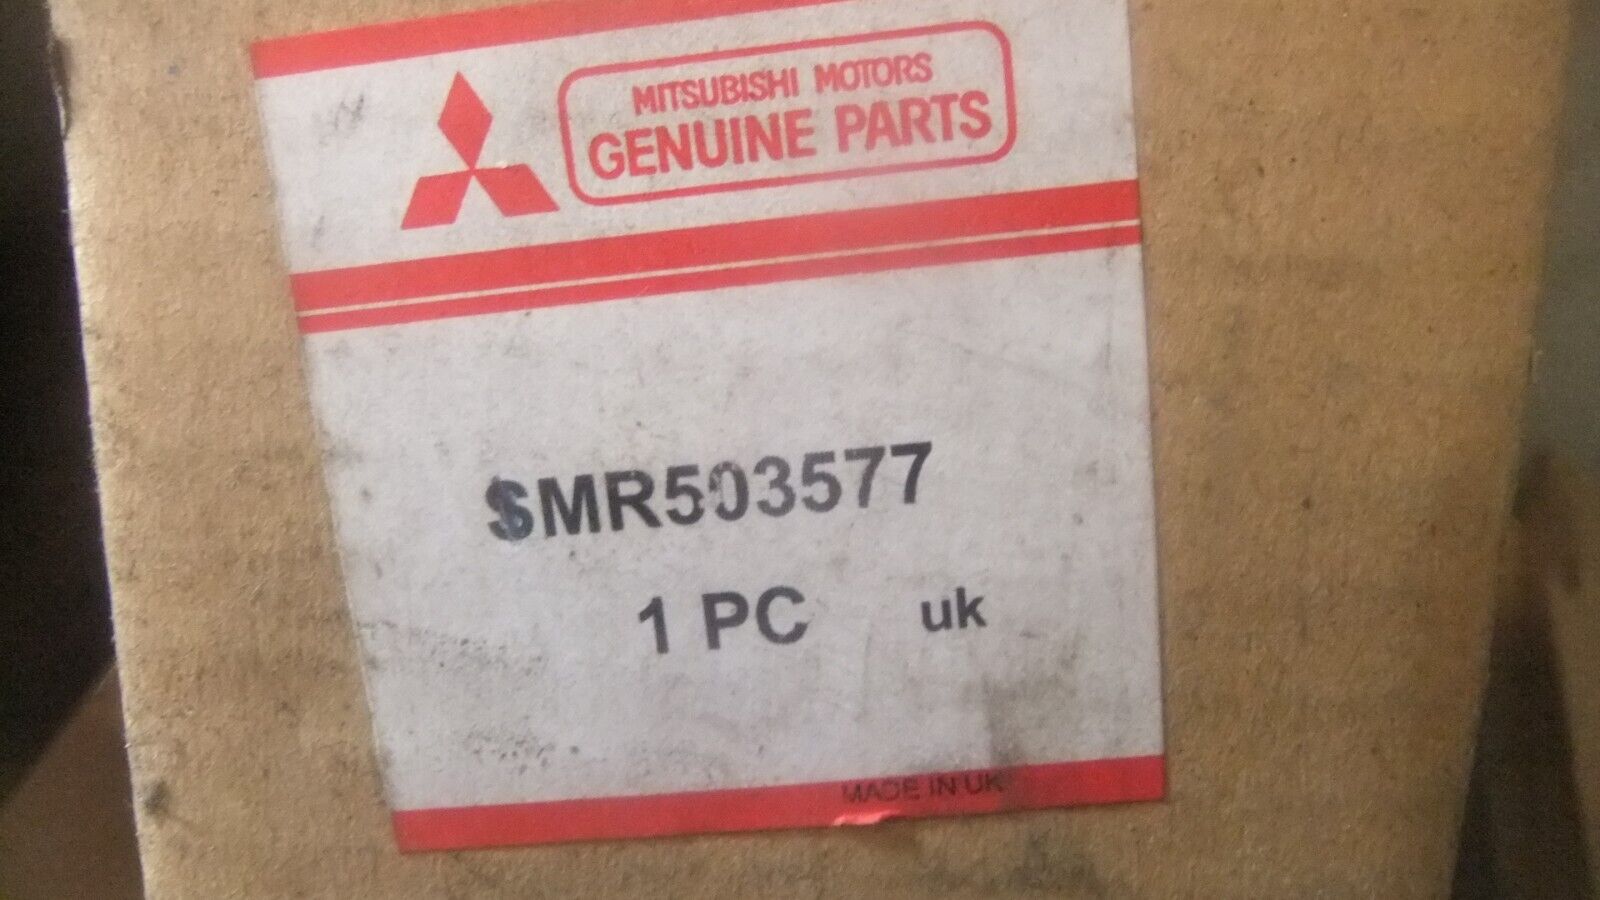 MITSUBISHI MOTORS
GENUINE PARTS
SMR503577
1 PC uk
MADE IN UK